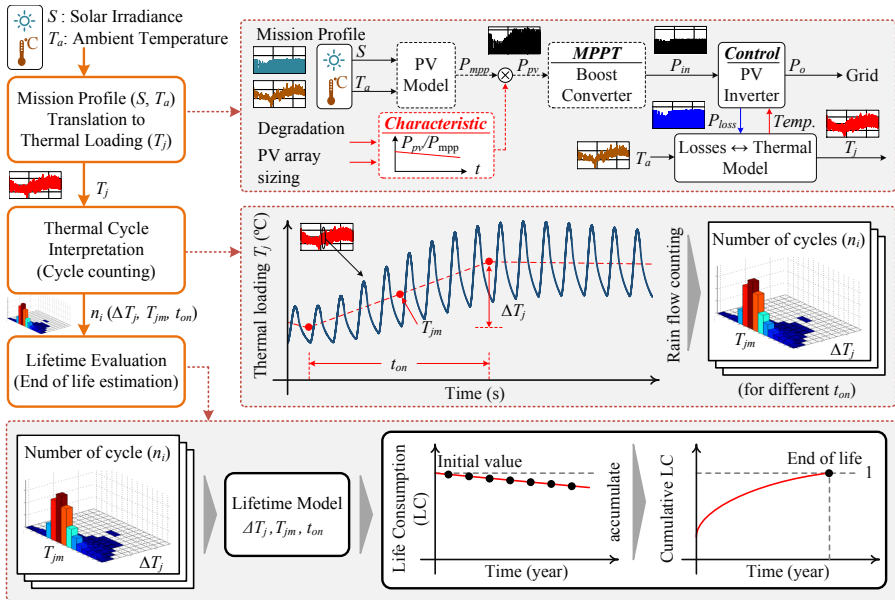 S : Solar Irradiance
Tₐ: Ambient Temperature
°C
Mission Profile (S, Tₐ)
Translation to
Thermal Loading (Tⱼ)
Tⱼ
Thermal Cycle
Interpretation
(Cycle counting)
nᵢ (ΔTⱼ, Tⱼₘ, tₒₙ)
Lifetime Evaluation
(End of life estimation)
Mission Profile
S
°C
Tₐ
PV
Model
Pₘₚₚ
Pₚᵥ
MPPT
Boost
Converter
Pᵢₙ
Control
PV
Inverter
Pₒ
Grid
Degradation
PV array
sizing
Characteristic
Pₚᵥ/Pₘₚₚ
t
Pₗₒₛₛ
Temp.
Tₐ
Losses ↔ Thermal
Model
Tⱼ
Thermal loading Tⱼ (ºC)
Tⱼₘ
ΔTⱼ
tₒₙ
Time (s)
Rain flow counting
Number of cycles (nᵢ)
Tⱼₘ
ΔTⱼ
(for different tₒₙ)
Number of cycle (nᵢ)
Tⱼₘ
ΔTⱼ
Lifetime Model
ΔTⱼ, Tⱼₘ, tₒₙ
Life Consumption
(LC)
Initial value
Time (year)
accumulate
Cumulative LC
End of life
1
Time (year)